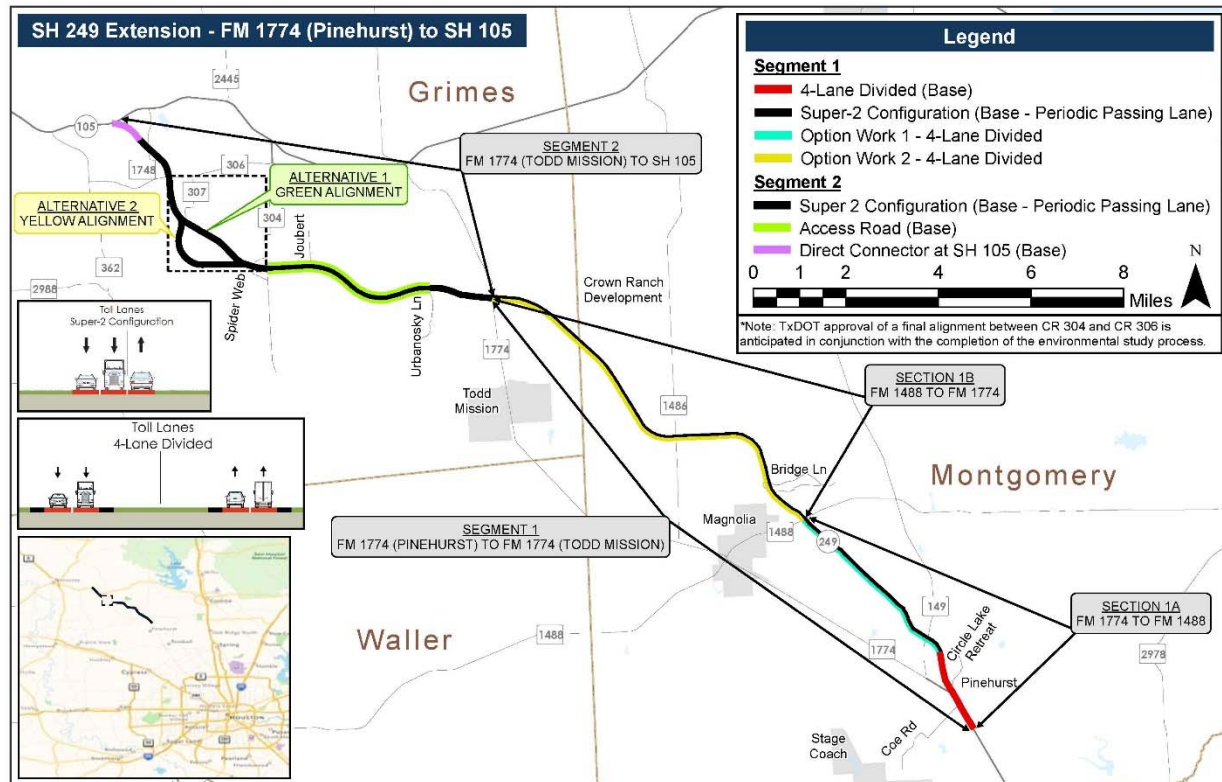 SH 249 Extension - FM 1774 (Pinehurst) to SH 105
Legend
Segment 1
4-Lane Divided (Base)
Super-2 Configuration (Base - Periodic Passing Lane)
Option Work 1 - 4-Lane Divided
Option Work 2 - 4-Lane Divided
Segment 2
Super 2 Configuration (Base - Periodic Passing Lane)
Access Road (Base)
Direct Connector at SH 105 (Base)
N
0 1 2 4 6 8
Miles
*Note: TxDOT approval of a final alignment between CR 304 and CR 306 is
anticipated in conjunction with the completion of the environmental study process.
2445
Grimes
105
SEGMENT 2
FM 1774 (TODD MISSION) TO SH 105
1748
306
ALTERNATIVE 1
GREEN ALIGNMENT
307
ALTERNATIVE 2
YELLOW ALIGNMENT
304
Joubert
362
2988
Spider Web
Urbanosky Ln
Crown Ranch
Development
Toll Lanes
Super-2 Configuration
1774
SECTION 1B
FM 1488 TO FM 1774
Todd
Mission
1486
Toll Lanes
4-Lane Divided
Bridge Ln
Montgomery
Magnolia
1488
249
SEGMENT 1
FM 1774 (PINEHURST) TO FM 1774 (TODD MISSION)
149
SECTION 1A
FM 1774 TO FM 1488
Circle Lake
Retreat
Waller
1488
1774
2978
Pinehurst
Coe Rd
Stage
Coach
HOUSTON